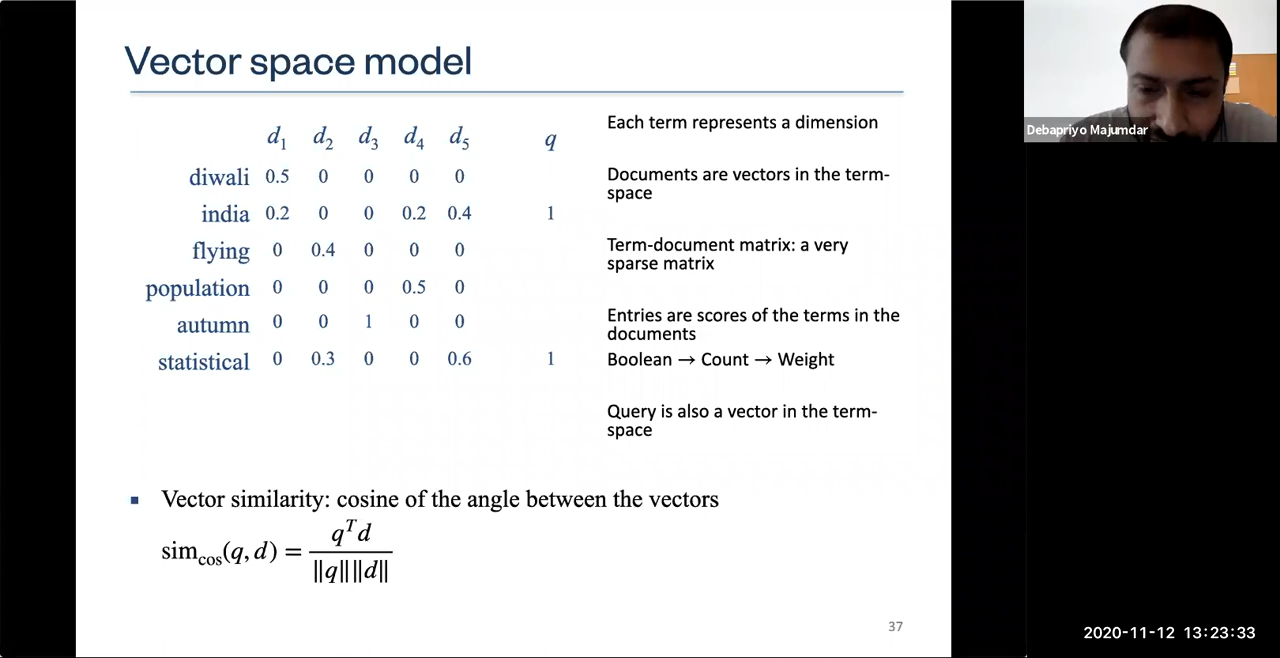 Vector space model
d1 d2 d3 d4 d5 q
diwali 0.5 0 0 0 0
india 0.2 0 0 0.2 0.4 1
flying 0 0.4 0 0 0
population 0 0 0 0.5 0
autumn 0 0 1 0 0
statistical 0 0.3 0 0 0.6 1
Each term represents a dimension
Documents are vectors in the term-
space
Term-document matrix: a very
sparse matrix
Entries are scores of the terms in the
documents
Boolean → Count → Weight
Query is also a vector in the term-
space
▪ Vector similarity: cosine of the angle between the vectors
simcos(q, d) = qTd / ||q|| ||d||
37
Debapriyo Majumdar
2020-11-12 13:23:33